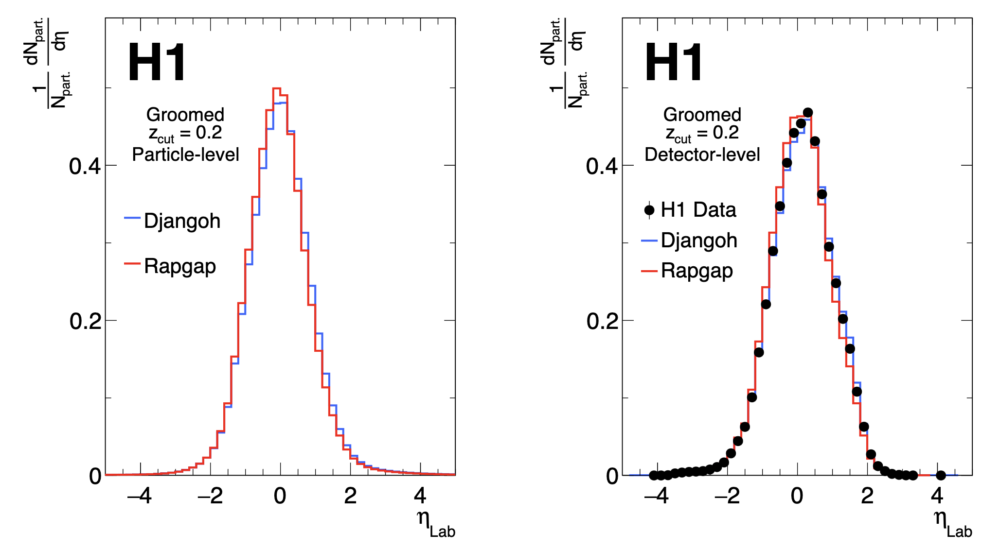 1/N_part. dN_part./dη
H1
Groomed
z_cut = 0.2
Particle-level
Djangoh
Rapgap
0.4
0.2
0
−4 −2 0 2 4
η_Lab
1/N_part. dN_part./dη
H1
Groomed
z_cut = 0.2
Detector-level
H1 Data
Djangoh
Rapgap
0.4
0.2
0
−4 −2 0 2 4
η_Lab